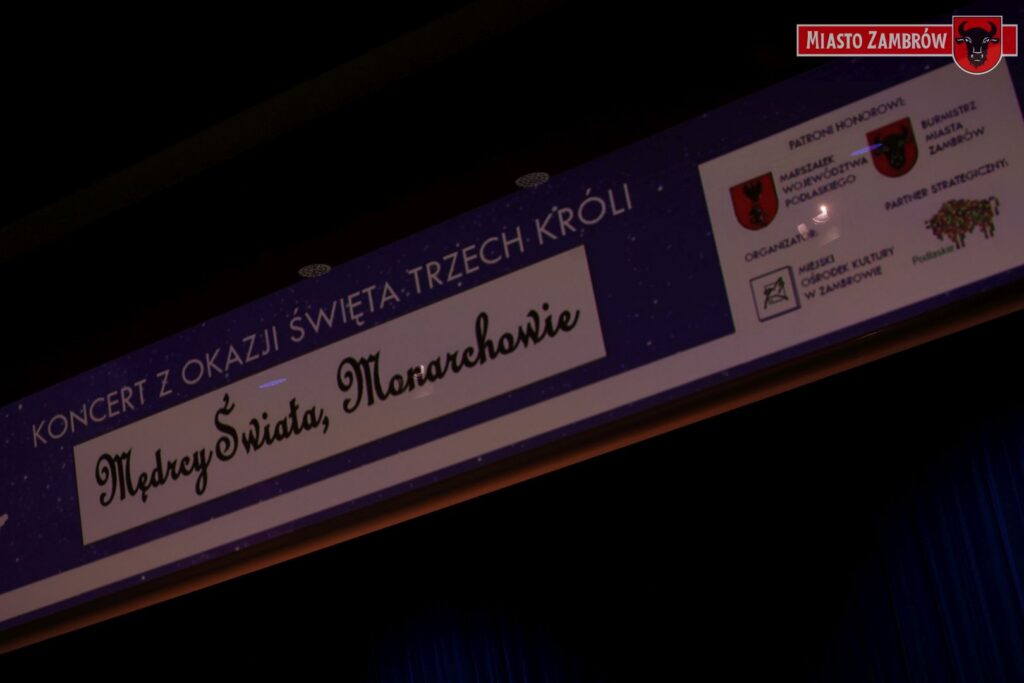 MIASTO ZAMBRÓW
KONCERT Z OKAZJI ŚWIĘTA TRZECH KRÓLI
Mędrcy Świata, Monarchowie
PATRONI HONOROWI:
MARSZAŁEK
WOJEWÓDZTWA
PODLASKIEGO
BURMISTRZ
MIASTA
ZAMBRÓW
ORGANIZATOR:
MIEJSKI
OŚRODEK KULTURY
W ZAMBROWIE
PARTNER STRATEGICZNY:
Podlaskie